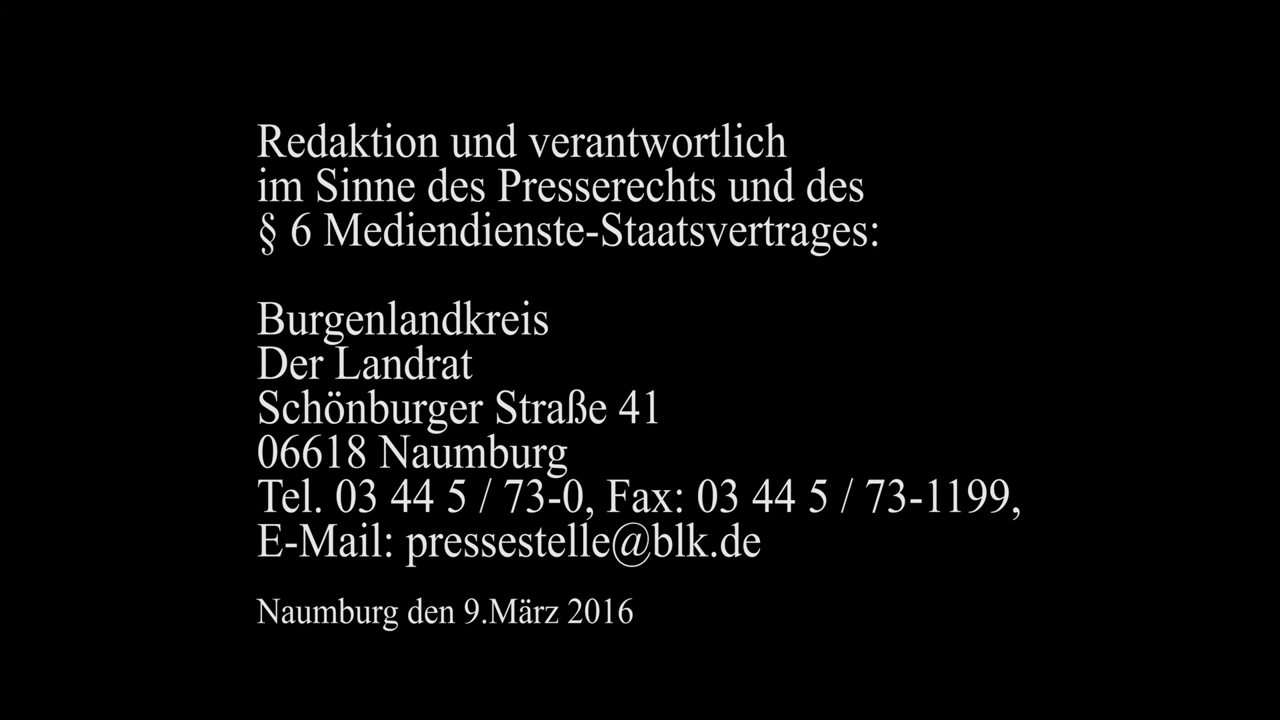 Redaktion und verantwortlich
im Sinne des Presserechts und des
§ 6 Mediendienste-Staatsvertrages:
Burgenlandkreis
Der Landrat
Schönburger Straße 41
06618 Naumburg
Tel. 03 44 5 / 73-0, Fax: 03 44 5 / 73-1199,
E-Mail: pressestelle@blk.de
Naumburg den 9.März 2016